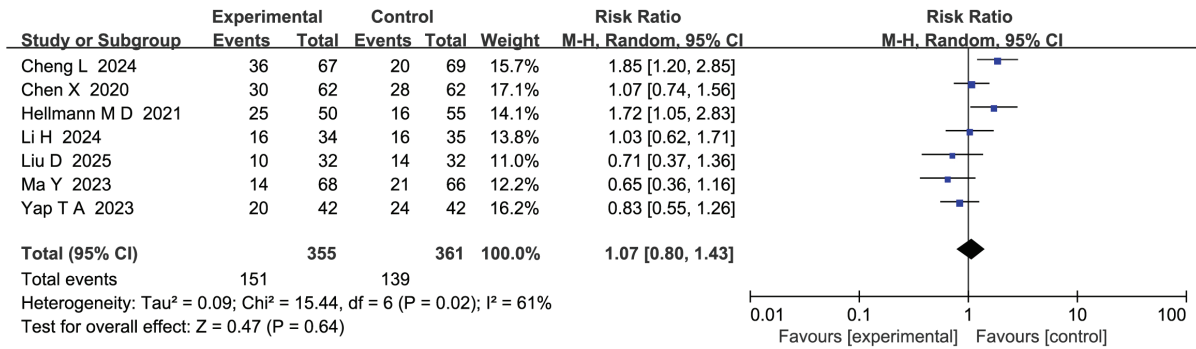 Experimental Control Risk Ratio Risk Ratio
Study or Subgroup Events Total Events Total Weight M-H, Random, 95% CI M-H, Random, 95% CI
Cheng L 2024 36 67 20 69 15.7% 1.85 [1.20, 2.85]
Chen X 2020 30 62 28 62 17.1% 1.07 [0.74, 1.56]
Hellmann M D 2021 25 50 16 55 14.1% 1.72 [1.05, 2.83]
Li H 2024 16 34 16 35 13.8% 1.03 [0.62, 1.71]
Liu D 2025 10 32 14 32 11.0% 0.71 [0.37, 1.36]
Ma Y 2023 14 68 21 66 12.2% 0.65 [0.36, 1.16]
Yap T A 2023 20 42 24 42 16.2% 0.83 [0.55, 1.26]
Total (95% CI) 355 361 100.0% 1.07 [0.80, 1.43]
Total events 151 139
Heterogeneity: Tau² = 0.09; Chi² = 15.44, df = 6 (P = 0.02); I² = 61%
Test for overall effect: Z = 0.47 (P = 0.64)
0.01 0.1 1 10 100
Favours [experimental] Favours [control]